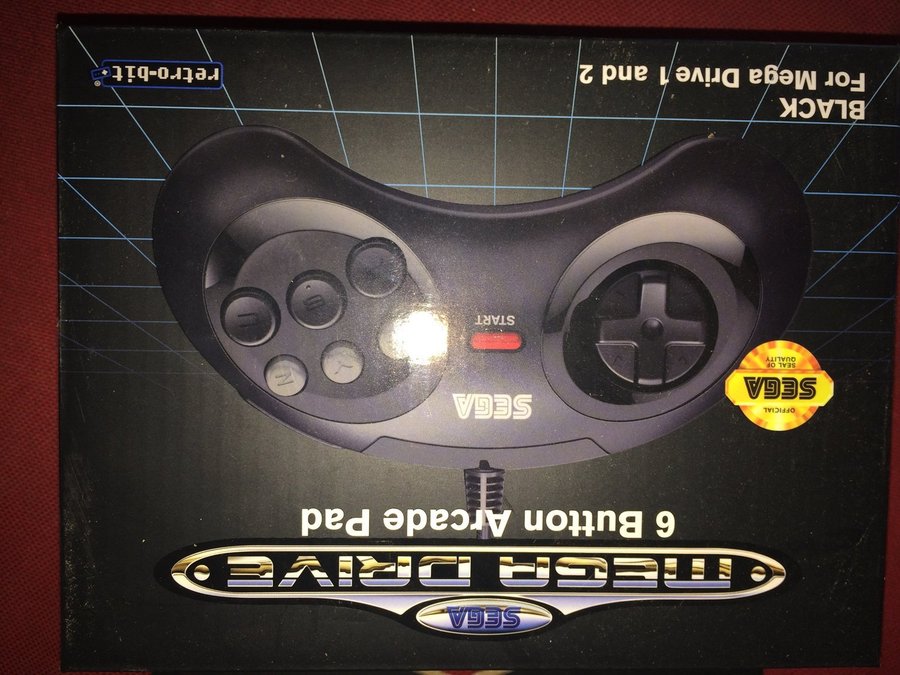 SEGA
MEGA DRIVE
6 Button Arcade Pad
SEGA
OFFICIAL
SEGA
SEAL OF
QUALITY
START
Y
Z
B
C
BLACK
For Mega Drive 1 and 2
retro-bit®